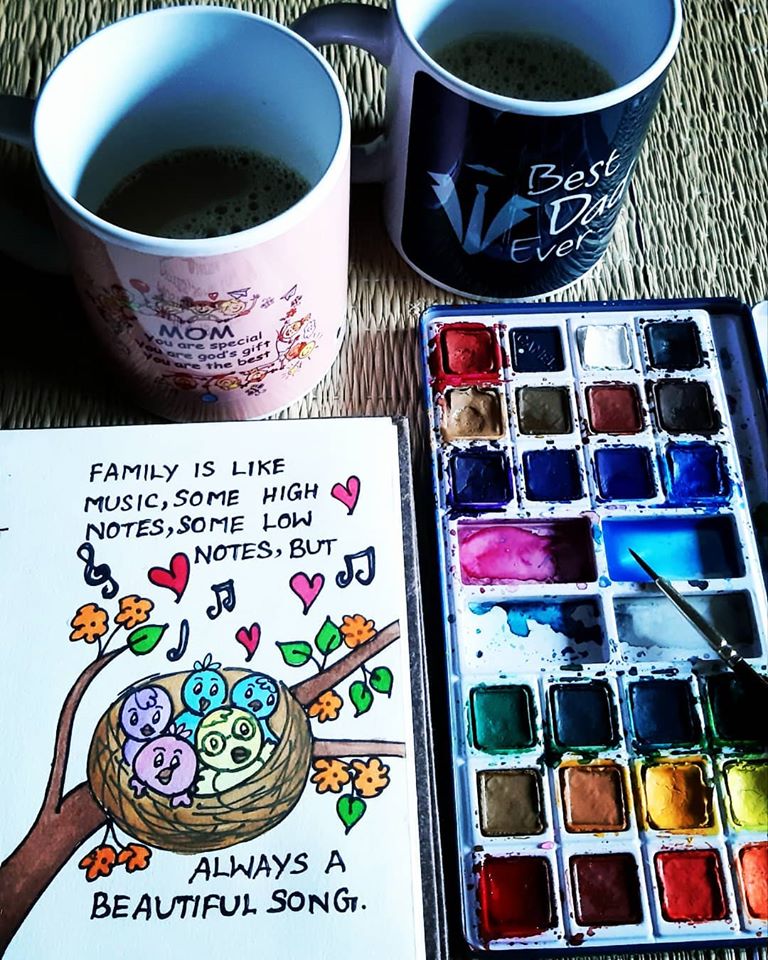 Best
Dad
Ever
MOM
You are special
You are god's gift
You are the best
FAMILY IS LIKE
MUSIC, SOME HIGH
NOTES, SOME LOW
NOTES, BUT
ALWAYS A
BEAUTIFUL SONG.